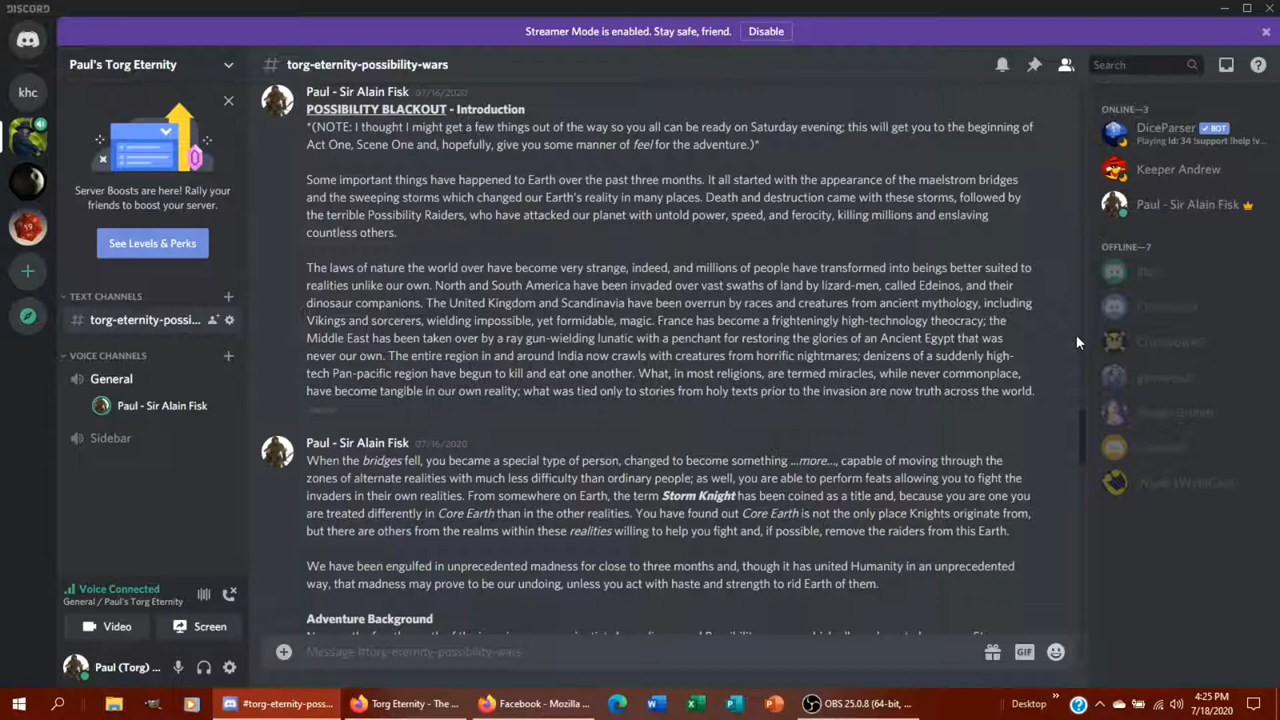 DISCORD
Streamer Mode is enabled. Stay safe, friend. Disable
Paul's Torg Eternity
# torg-eternity-possibility-wars
Search
khc
Server Boosts are here! Rally
your friends to boost your
server.
See Levels & Perks
TEXT CHANNELS
# torg-eternity-possi...
VOICE CHANNELS
General
Paul - Sir Alain Fisk
Sidebar
Voice Connected
General / Paul's Torg Eternity
Video Screen
Paul (Torg) ...
Paul - Sir Alain Fisk 07/16/2020
POSSIBILITY BLACKOUT - Introduction
*(NOTE: I thought I might get a few things out of the way so you all can be ready on Saturday evening; this will get you to the beginning of
Act One, Scene One and, hopefully, give you some manner of feel for the adventure.)*
Some important things have happened to Earth over the past three months. It all started with the appearance of the maelstrom bridges
and the sweeping storms which changed our Earth's reality in many places. Death and destruction came with these storms, followed by
the terrible Possibility Raiders, who have attacked our planet with untold power, speed, and ferocity, killing millions and enslaving
countless others.
The laws of nature the world over have become very strange, indeed, and millions of people have transformed into beings better suited to
realities unlike our own. North and South America have been invaded over vast swaths of land by lizard-men, called Edeinos, and their
dinosaur companions. The United Kingdom and Scandinavia have been overrun by races and creatures from ancient mythology, including
Vikings and sorcerers, wielding impossible, yet formidable, magic. France has become a frighteningly high-technology theocracy; the
Middle East has been taken over by a ray gun-wielding lunatic with a penchant for restoring the glories of an Ancient Egypt that was
never our own. The entire region in and around India now crawls with creatures from horrific nightmares; denizens of a suddenly high-
tech Pan-pacific region have begun to kill and eat one another. What, in most religions, are termed miracles, while never commonplace,
have become tangible in our own reality; what was tied only to stories from holy texts prior to the invasion are now truth across the world.
Paul - Sir Alain Fisk 07/16/2020
When the bridges fell, you became a special type of person, changed to become something ...more..., capable of moving through the
zones of alternate realities with much less difficulty than ordinary people; as well, you are able to perform feats allowing you to fight the
invaders in their own realities. From somewhere on Earth, the term Storm Knight has been coined as a title and, because you are one you
are treated differently in Core Earth than in the other realities. You have found out Core Earth is not the only place Knights originate from,
but there are others from the realms within these realities willing to help you fight and, if possible, remove the raiders from this Earth.
We have been engulfed in unprecedented madness for close to three months and, though it has united Humanity in an unprecedented
way, that madness may prove to be our undoing, unless you act with haste and strength to rid Earth of them.
Adventure Background
Message #torg-eternity-possibility-wars
GIF
ONLINE—3
DiceParser BOT
Playing id: 34 !support !help tv...
Keeper Andrew
Paul - Sir Alain Fisk
OFFLINE—7
#torg-eternity-poss...
Torg Eternity - The ...
Facebook - Mozilla ...
OBS 25.0.8 (64-bit, ...
Desktop
4:25 PM
7/18/2020